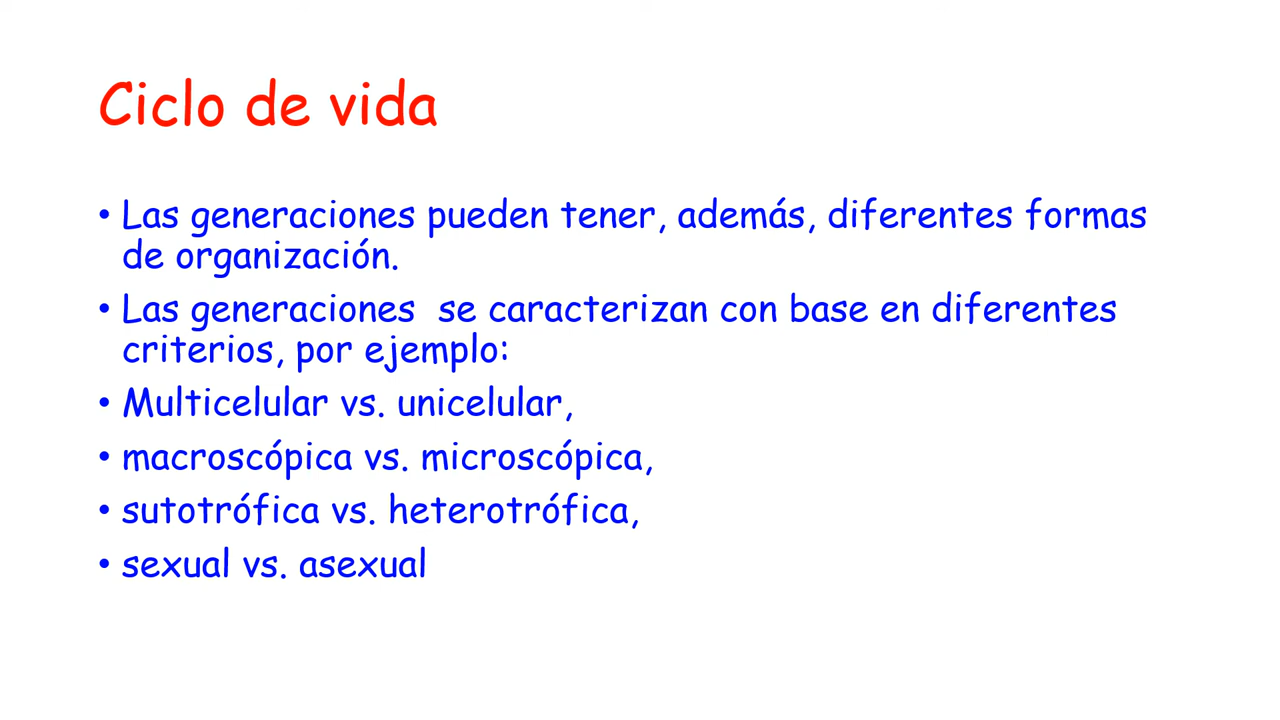 Ciclo de vida
• Las generaciones pueden tener, además, diferentes formas
de organización.
• Las generaciones  se caracterizan con base en diferentes
criterios, por ejemplo:
• Multicelular vs. unicelular,
• macroscópica vs. microscópica,
• sutotrófica vs. heterotrófica,
• sexual vs. asexual